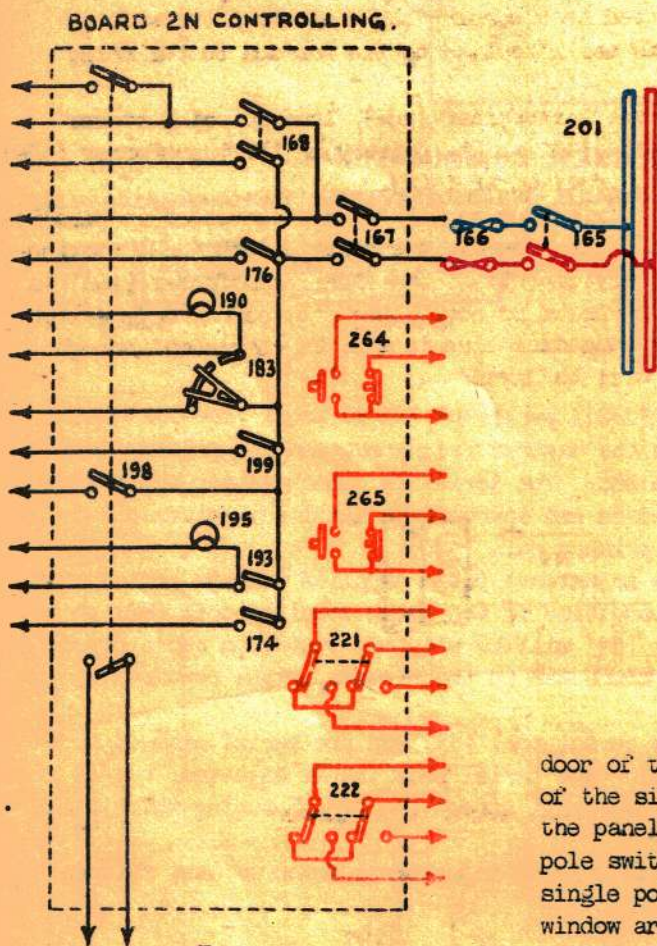 BOARD 2N CONTROLLING.
201
168
167
166
165
176
190
264
183
199
198
265
195
193
174
221
222
door of t
of the si
the panel
pole swit
single po
window ar